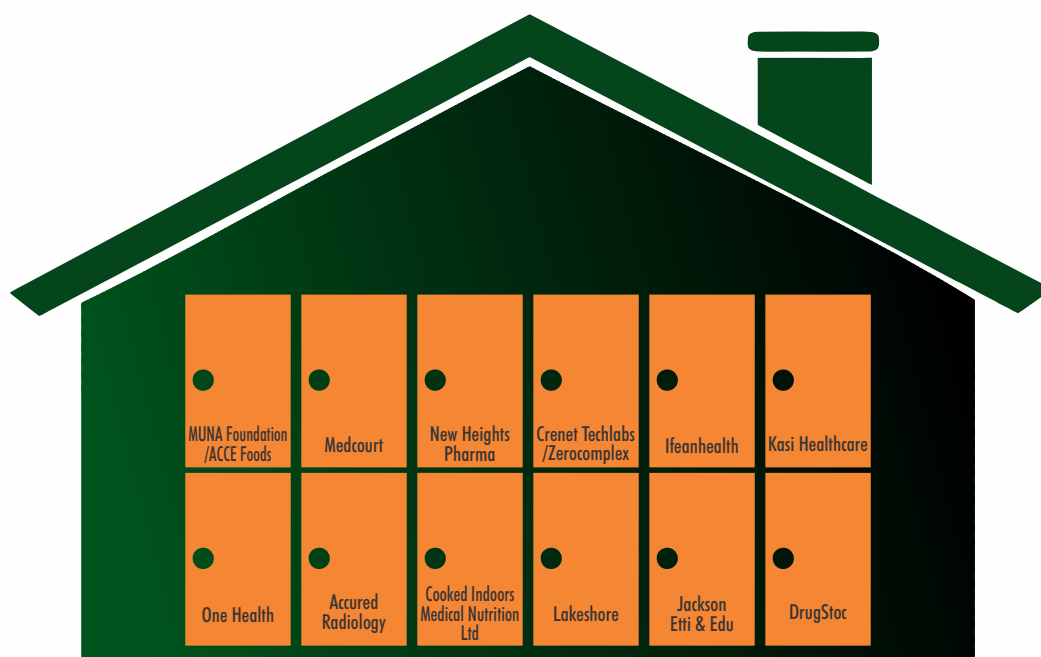 MUNA Foundation
/ACCE Foods
Medcourt
New Heights
Pharma
Crenet Techlabs
/Zerocomplex
Ifeanhealth
Kasi Healthcare
One Health
Accured
Radiology
Cooked Indoors
Medical Nutrition
Ltd
Lakeshore
Jackson
Etti & Edu
DrugStoc